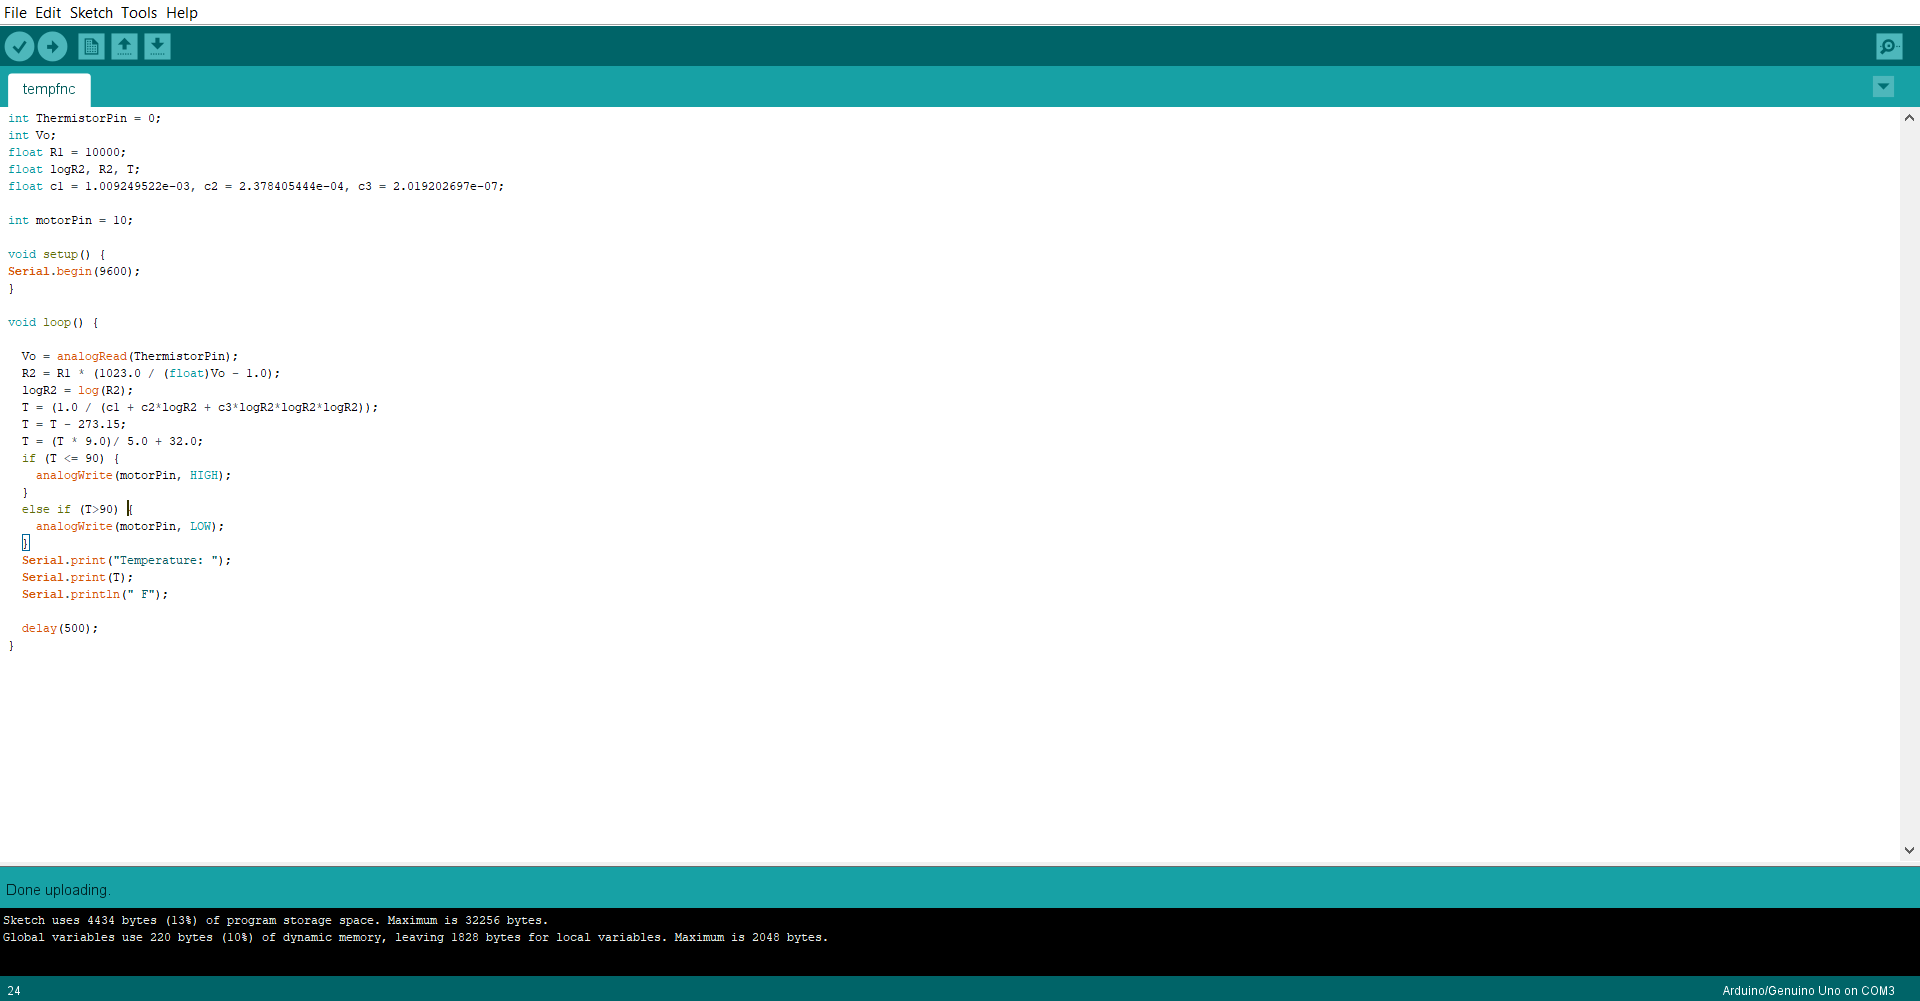 File Edit Sketch Tools Help
tempfnc
int ThermistorPin = 0;
int Vo;
float R1 = 10000;
float logR2, R2, T;
float c1 = 1.009249522e-03, c2 = 2.378405444e-04, c3 = 2.019202697e-07;
int motorPin = 10;
void setup() {
Serial.begin(9600);
}
void loop() {
Vo = analogRead(ThermistorPin);
R2 = R1 * (1023.0 / (float)Vo - 1.0);
logR2 = log(R2);
T = (1.0 / (c1 + c2*logR2 + c3*logR2*logR2*logR2));
T = T - 273.15;
T = (T * 9.0)/ 5.0 + 32.0;
if (T <= 90) {
analogWrite(motorPin, HIGH);
}
else if (T>90) {
analogWrite(motorPin, LOW);
}
Serial.print("Temperature: ");
Serial.print(T);
Serial.println(" F");
delay(500);
}
Done uploading.
Sketch uses 4434 bytes (13%) of program storage space. Maximum is 32256 bytes.
Global variables use 220 bytes (10%) of dynamic memory, leaving 1828 bytes for local variables. Maximum is 2048 bytes.
24
Arduino/Genuino Uno on COM3